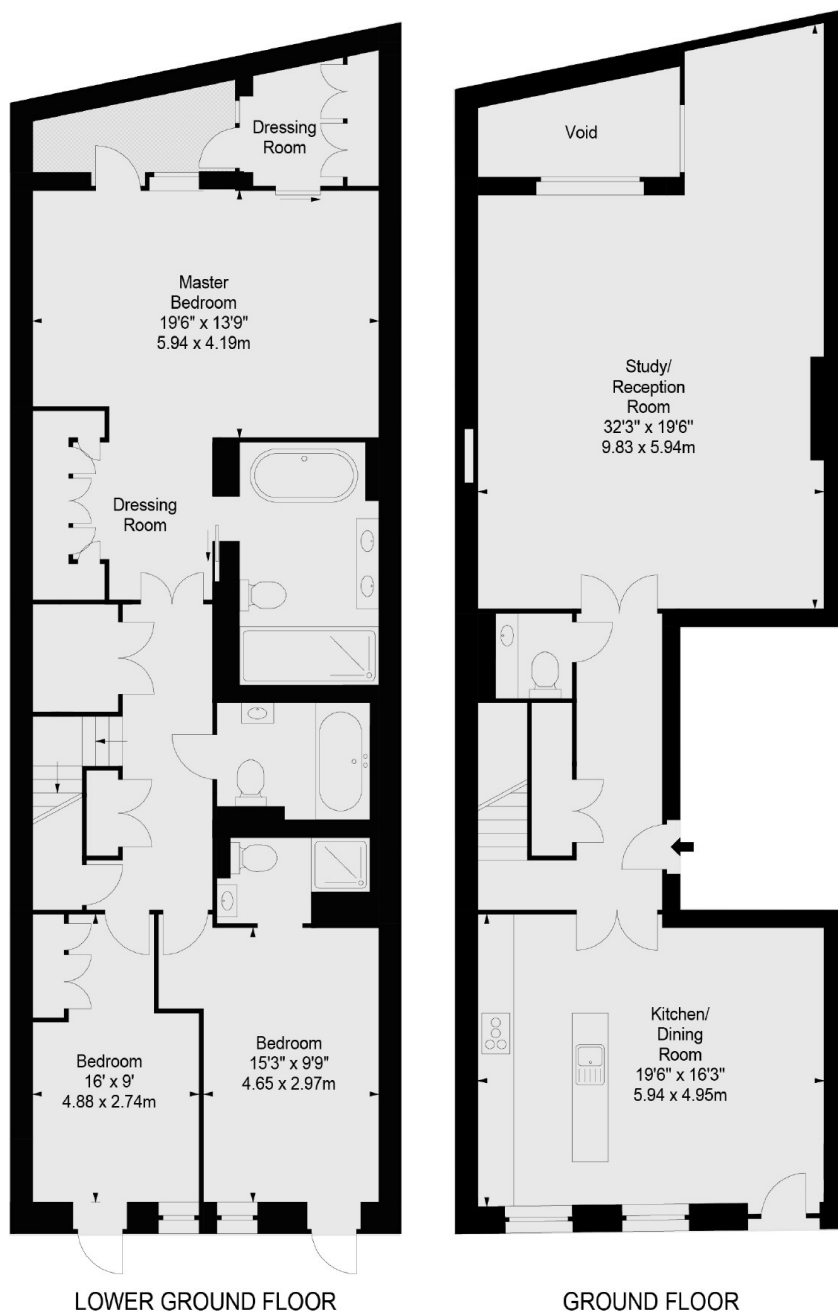 Dressing
Room
Master
Bedroom
19'6" x 13'9"
5.94 x 4.19m
Dressing
Room
Bedroom
16' x 9'
4.88 x 2.74m
Bedroom
15'3" x 9'9"
4.65 x 2.97m
LOWER GROUND FLOOR
Void
Study/
Reception
Room
32'3" x 19'6"
9.83 x 5.94m
Kitchen/
Dining
Room
19'6" x 16'3"
5.94 x 4.95m
GROUND FLOOR